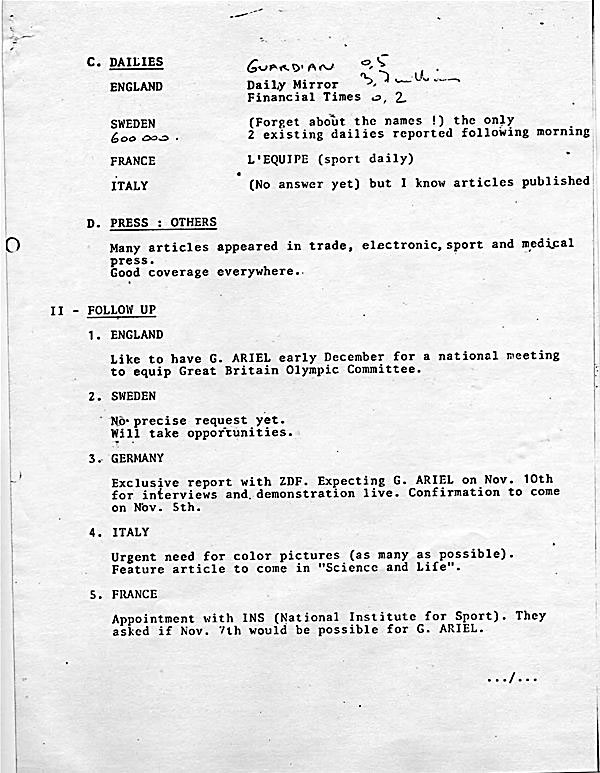 C. DAILIES
GUARDIAN 0,5
ENGLAND Daily Mirror 3,7 million
Financial Times 0,2
SWEDEN (Forget about the names !) the only
600 000. 2 existing dailies reported following morning
FRANCE L'EQUIPE (sport daily)
ITALY (No answer yet) but I know articles published
D. PRESS : OTHERS
Many articles appeared in trade, electronic, sport and medical
press.
Good coverage everywhere.
II - FOLLOW UP
1. ENGLAND
Like to have G. ARIEL early December for a national meeting
to equip Great Britain Olympic Committee.
2. SWEDEN
No precise request yet.
Will take opportunities.
3. GERMANY
Exclusive report with ZDF. Expecting G. ARIEL on Nov. 10th
for interviews and demonstration live. Confirmation to come
on Nov. 5th.
4. ITALY
Urgent need for color pictures (as many as possible).
Feature article to come in "Science and Life".
5. FRANCE
Appointment with INS (National Institute for Sport). They
asked if Nov. 7th would be possible for G. ARIEL.
.../...